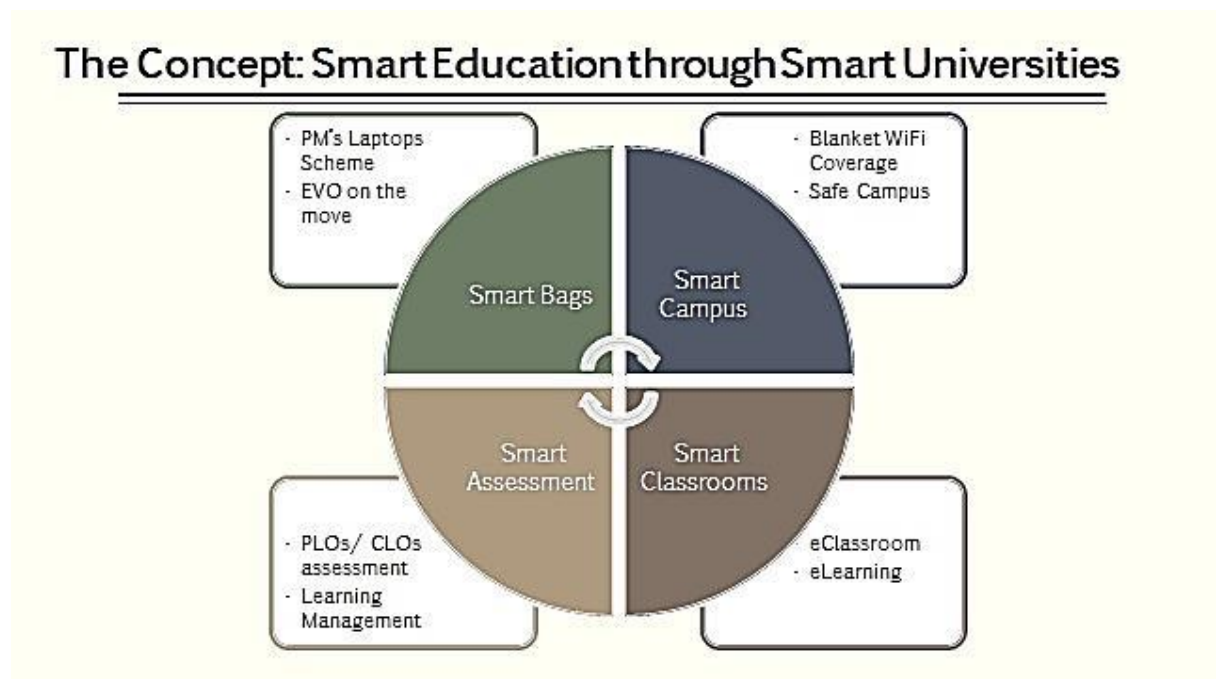 The Concept: Smart Education through Smart Universities
- PM's Laptops
Scheme
- EVO on the
move
- Blanket WiFi
Coverage
- Safe Campus
Smart Bags
Smart
Campus
Smart
Assessment
Smart
Classrooms
- PLOs/ CLOs
assessment
- Learning
Management
- eClassroom
- eLearning